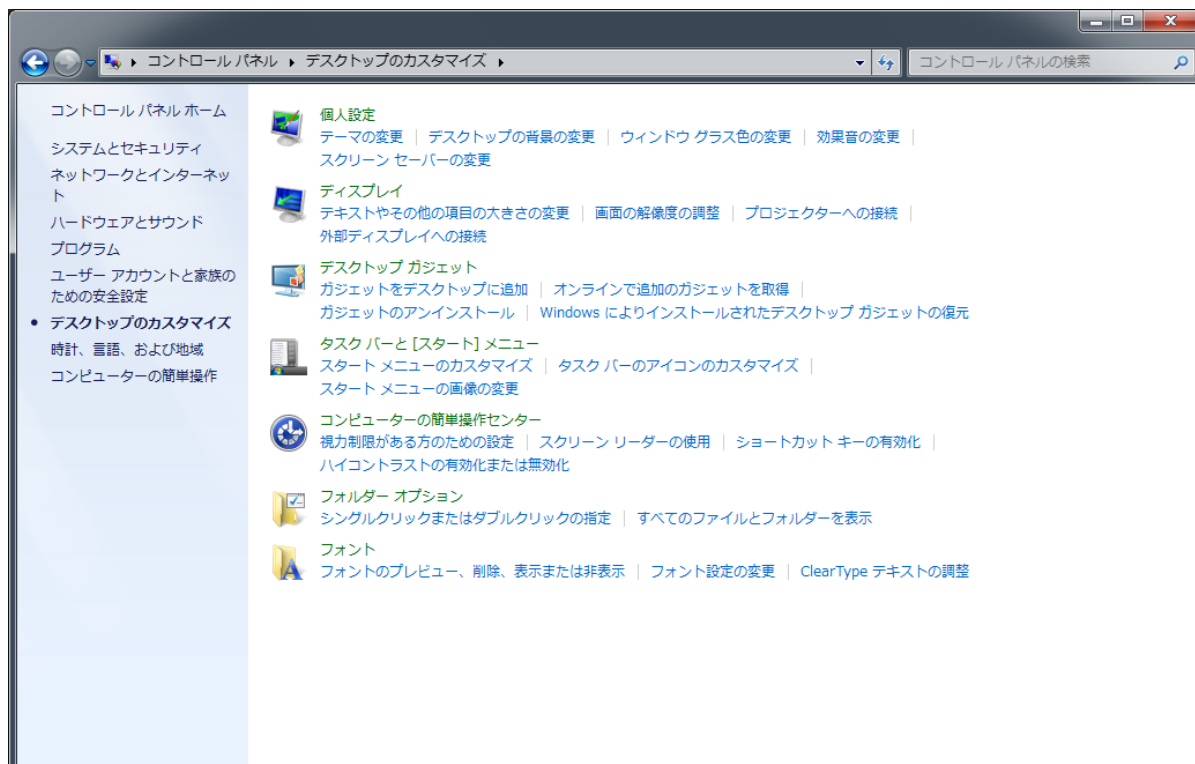 コントロール パネル ▸ デスクトップのカスタマイズ ▸
コントロール パネルの検索
コントロール パネル ホーム
システムとセキュリティ
ネットワークとインターネッ
ト
ハードウェアとサウンド
プログラム
ユーザー アカウントと家族の
ための安全設定
• デスクトップのカスタマイズ
時計、言語、および地域
コンピューターの簡単操作
個人設定
テーマの変更 | デスクトップの背景の変更 | ウィンドウ グラス色の変更 | 効果音の変更 |
スクリーン セーバーの変更
ディスプレイ
テキストやその他の項目の大きさの変更 | 画面の解像度の調整 | プロジェクターへの接続 |
外部ディスプレイへの接続
デスクトップ ガジェット
ガジェットをデスクトップに追加 | オンラインで追加のガジェットを取得 |
ガジェットのアンインストール | Windows によりインストールされたデスクトップ ガジェットの復元
タスク バーと [スタート] メニュー
スタート メニューのカスタマイズ | タスク バーのアイコンのカスタマイズ |
スタート メニューの画像の変更
コンピューターの簡単操作センター
視力制限がある方のための設定 | スクリーン リーダーの使用 | ショートカット キーの有効化 |
ハイコントラストの有効化または無効化
フォルダー オプション
シングルクリックまたはダブルクリックの指定 | すべてのファイルとフォルダーを表示
フォント
フォントのプレビュー、削除、表示または非表示 | フォント設定の変更 | ClearType テキストの調整